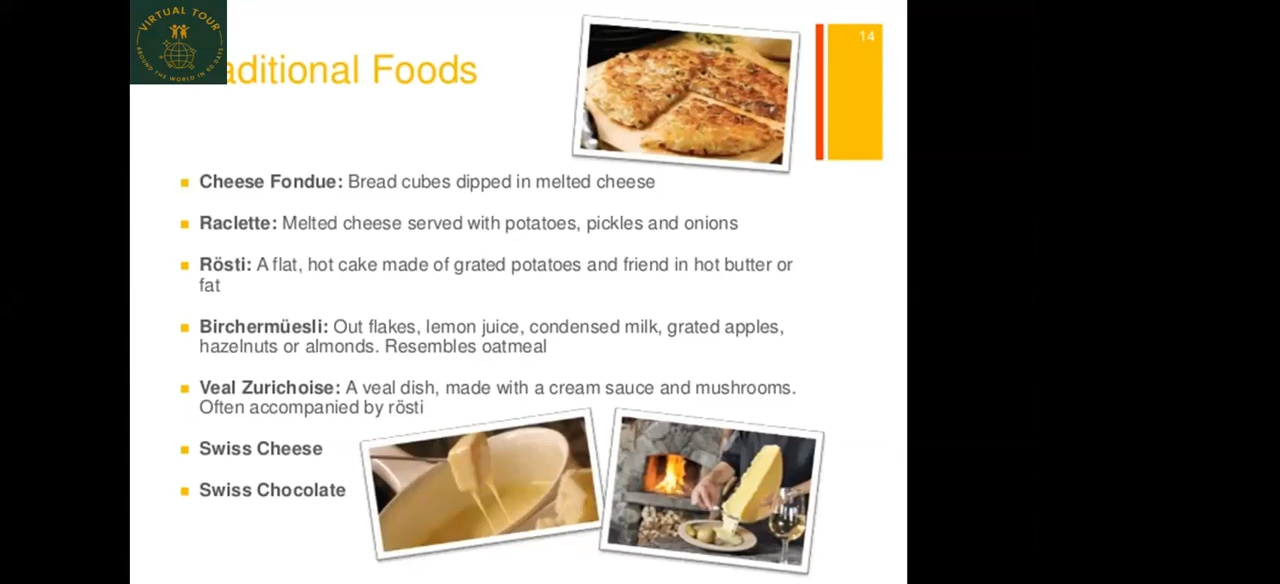 VIRTUAL TOUR
AROUND THE WORLD IN 80 DAYS
aditional Foods
14
Cheese Fondue: Bread cubes dipped in melted cheese
Raclette: Melted cheese served with potatoes, pickles and onions
Rösti: A flat, hot cake made of grated potatoes and friend in hot butter or
fat
Birchermüesli: Out flakes, lemon juice, condensed milk, grated apples,
hazelnuts or almonds. Resembles oatmeal
Veal Zurichoise: A veal dish, made with a cream sauce and mushrooms.
Often accompanied by rösti
Swiss Cheese
Swiss Chocolate